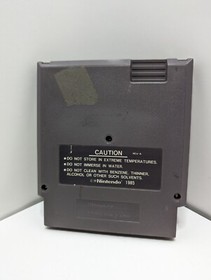 CAUTION
●DO NOT STORE IN EXTREME TEMPERATURES.
●DO NOT IMMERSE IN WATER.
●DO NOT CLEAN WITH BENZENE, THINNER,
ALCOHOL OR OTHER SUCH SOLVENTS.
©Nintendo 1985